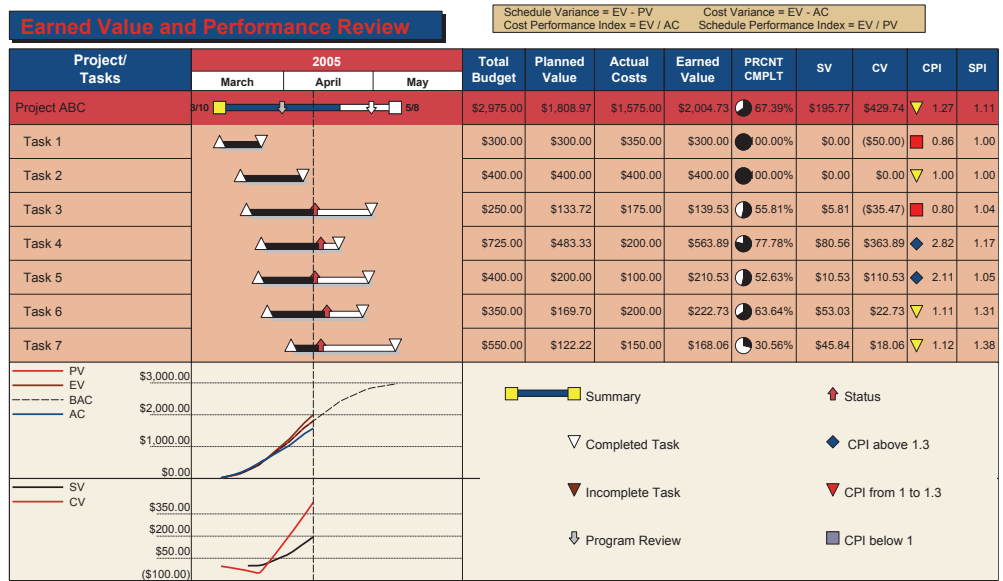 Earned Value and Performance Review
Schedule Variance = EV - PV Cost Variance = EV - AC
Cost Performance Index = EV / AC Schedule Performance Index = EV / PV
Project/ Tasks 2005 Total Budget Planned Value Actual Costs Earned Value PRCNT CMPLT SV CV CPI SPI
March April May
Project ABC 3/10 5/8 $2,975.00 $1,808.97 $1,575.00 $2,004.73 67.39% $195.77 $429.74 1.27 1.11
Task 1 $300.00 $300.00 $350.00 $300.00 100.00% $0.00 ($50.00) 0.86 1.00
Task 2 $400.00 $400.00 $400.00 $400.00 100.00% $0.00 $0.00 1.00 1.00
Task 3 $250.00 $133.72 $175.00 $139.53 55.81% $5.81 ($35.47) 0.80 1.04
Task 4 $725.00 $483.33 $200.00 $563.89 77.78% $80.56 $363.89 2.82 1.17
Task 5 $400.00 $200.00 $100.00 $210.53 52.63% $10.53 $110.53 2.11 1.05
Task 6 $350.00 $169.70 $200.00 $222.73 63.64% $53.03 $22.73 1.11 1.31
Task 7 $550.00 $122.22 $150.00 $168.06 30.56% $45.84 $18.06 1.12 1.38
PV
EV
BAC
AC
$3,000.00
$2,000.00
$1,000.00
$0.00
SV
CV
$350.00
$200.00
$50.00
($100.00)
Summary Status
Completed Task CPI above 1.3
Incomplete Task CPI from 1 to 1.3
Program Review CPI below 1